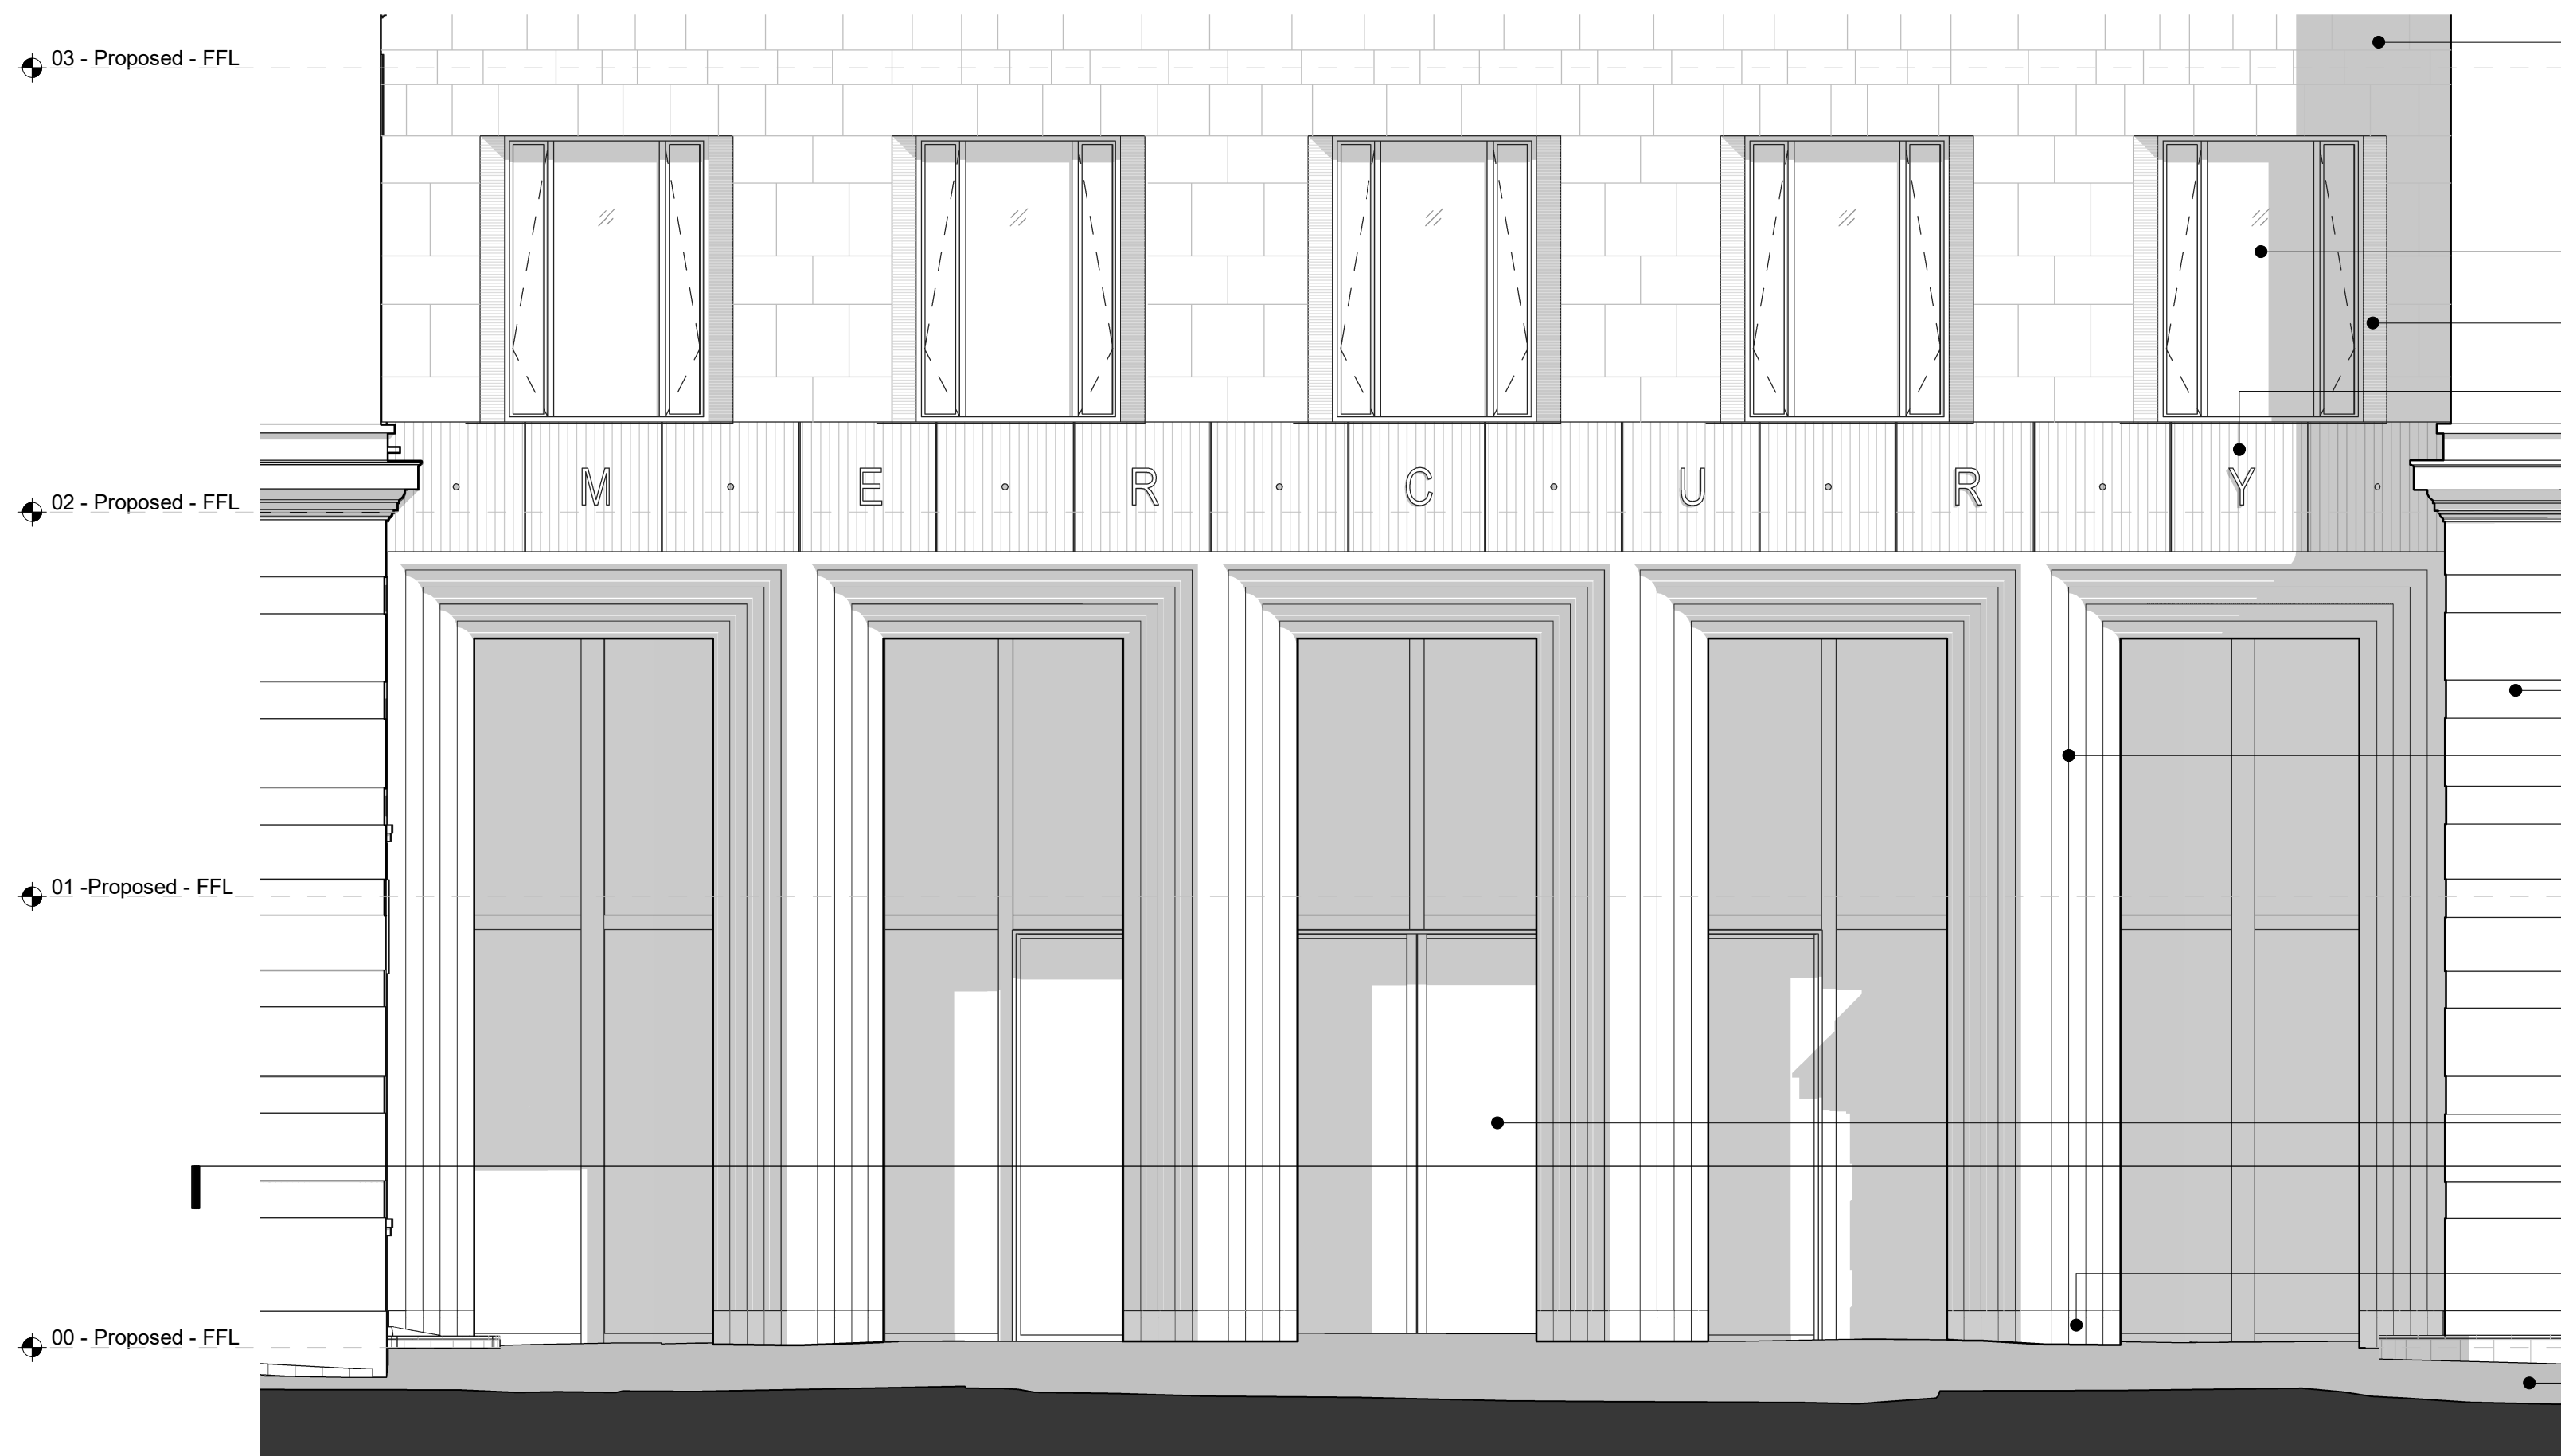 03 - Proposed - FFL
02 - Proposed - FFL
M E R C U R Y
01 -Proposed - FFL
00 - Proposed - FFL